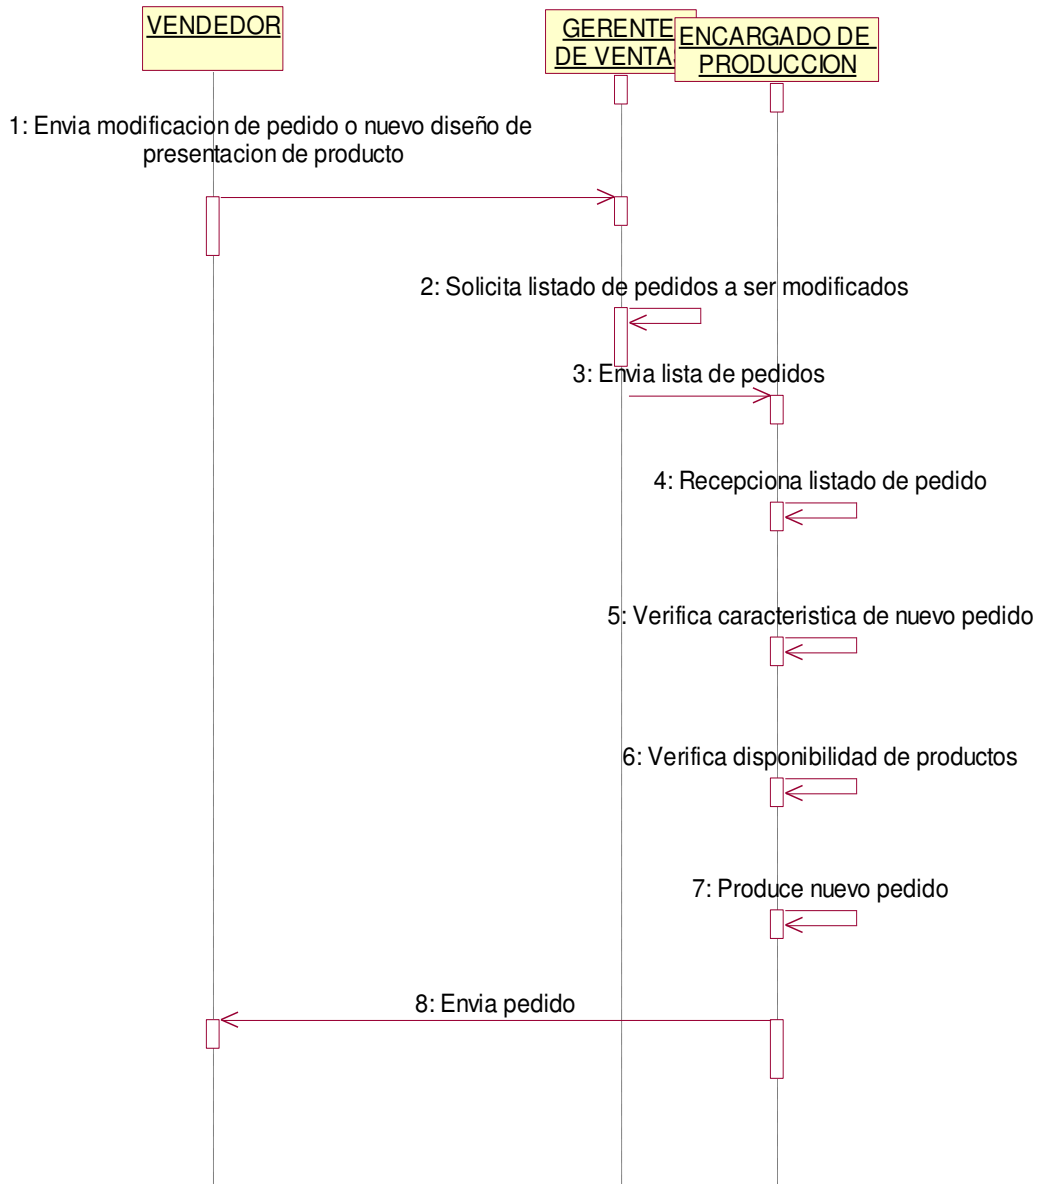 VENDEDOR
GERENTE
DE VENTA
ENCARGADO DE
PRODUCCION
1: Envia modificacion de pedido o nuevo diseño de
presentacion de producto
2: Solicita listado de pedidos a ser modificados
3: Envia lista de pedidos
4: Recepciona listado de pedido
5: Verifica caracteristica de nuevo pedido
6: Verifica disponibilidad de productos
7: Produce nuevo pedido
8: Envia pedido